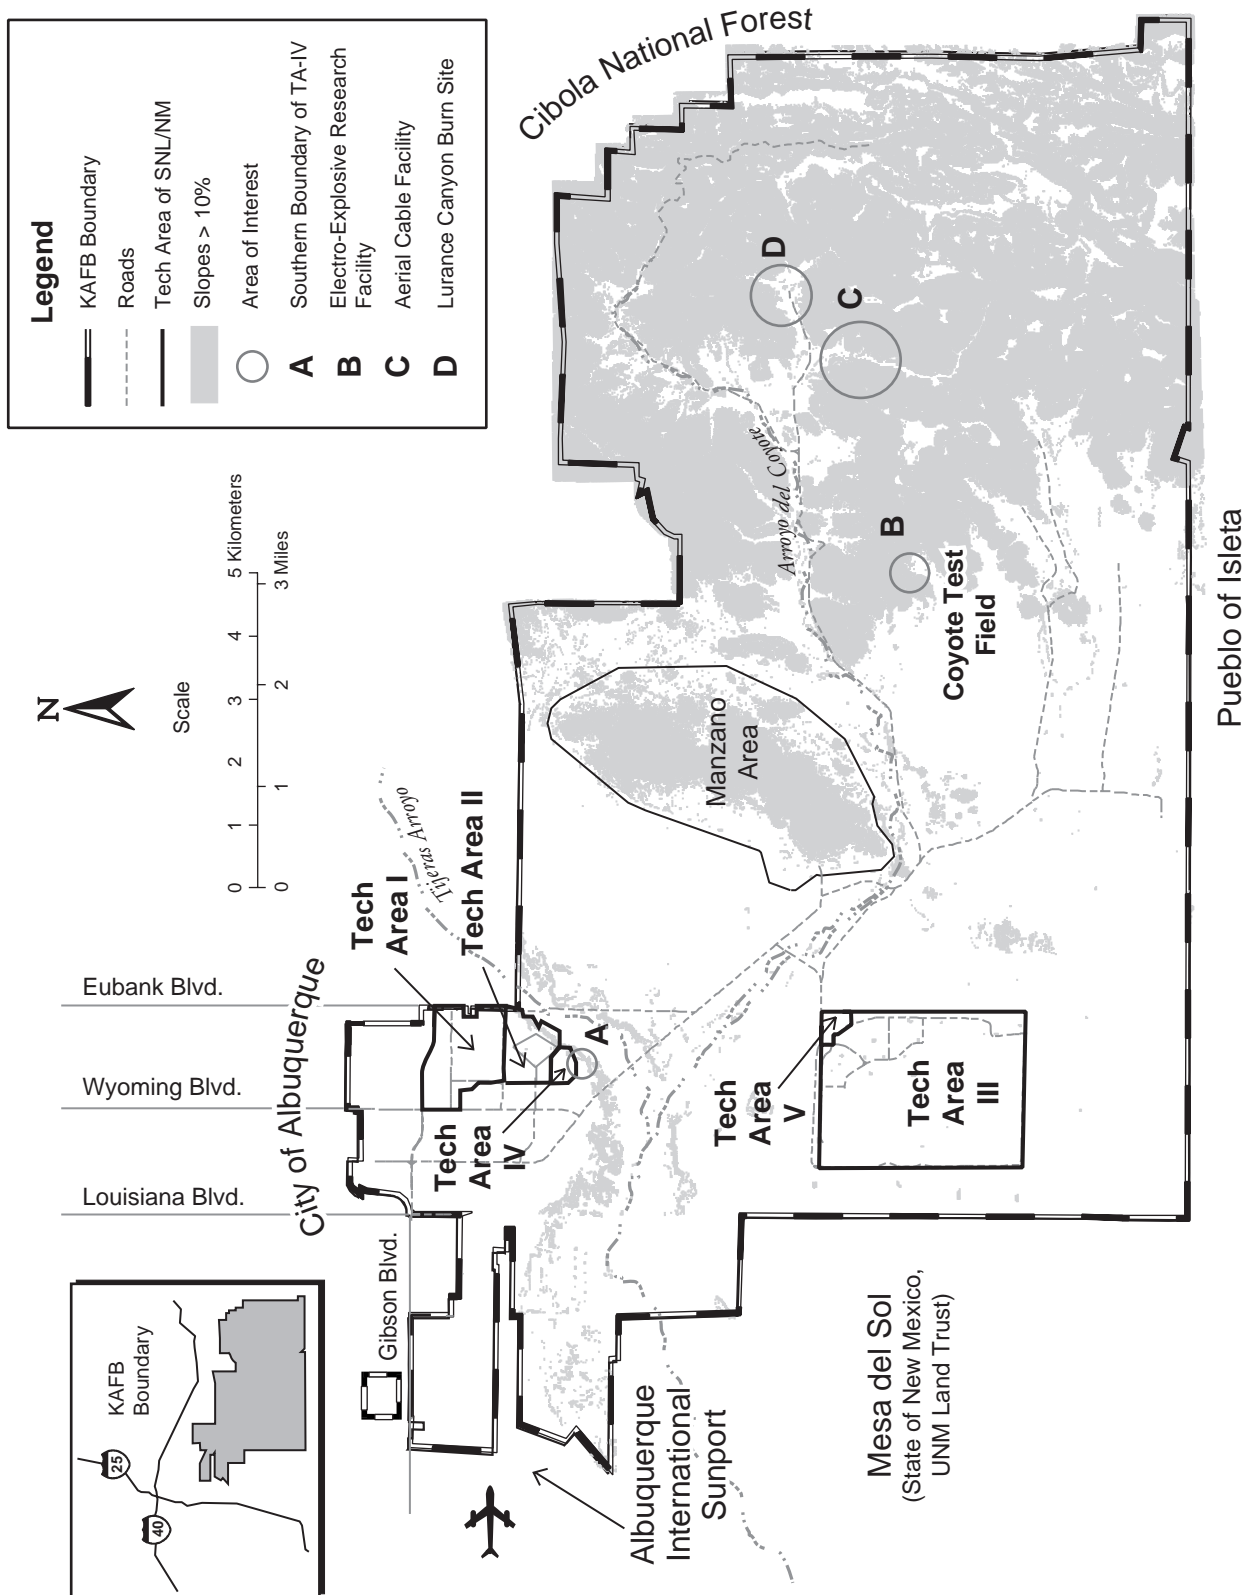 Legend
KAFB Boundary
Roads
Tech Area of SNL/NM
Slopes > 10%
Area of Interest
A
Southern Boundary of TA-IV
B
Electro-Explosive Research
Facility
C
Aerial Cable Facility
D
Lurance Canyon Burn Site
N
Scale
0 1 2 3 4 5 Kilometers
0 1 2 3 Miles
KAFB
Boundary
25
40
Louisiana Blvd.
Wyoming Blvd.
Eubank Blvd.
Gibson Blvd.
City of Albuquerque
Cibola National Forest
Tijeras Arroyo
Tech
Area I
Tech Area II
Tech
Area
IV
A
Manzano
Area
Arroyo del Coyote
D
C
B
Coyote Test
Field
Tech
Area
V
Tech
Area
III
Albuquerque
International
Sunport
Mesa del Sol
(State of New Mexico,
UNM Land Trust)
Pueblo of Isleta